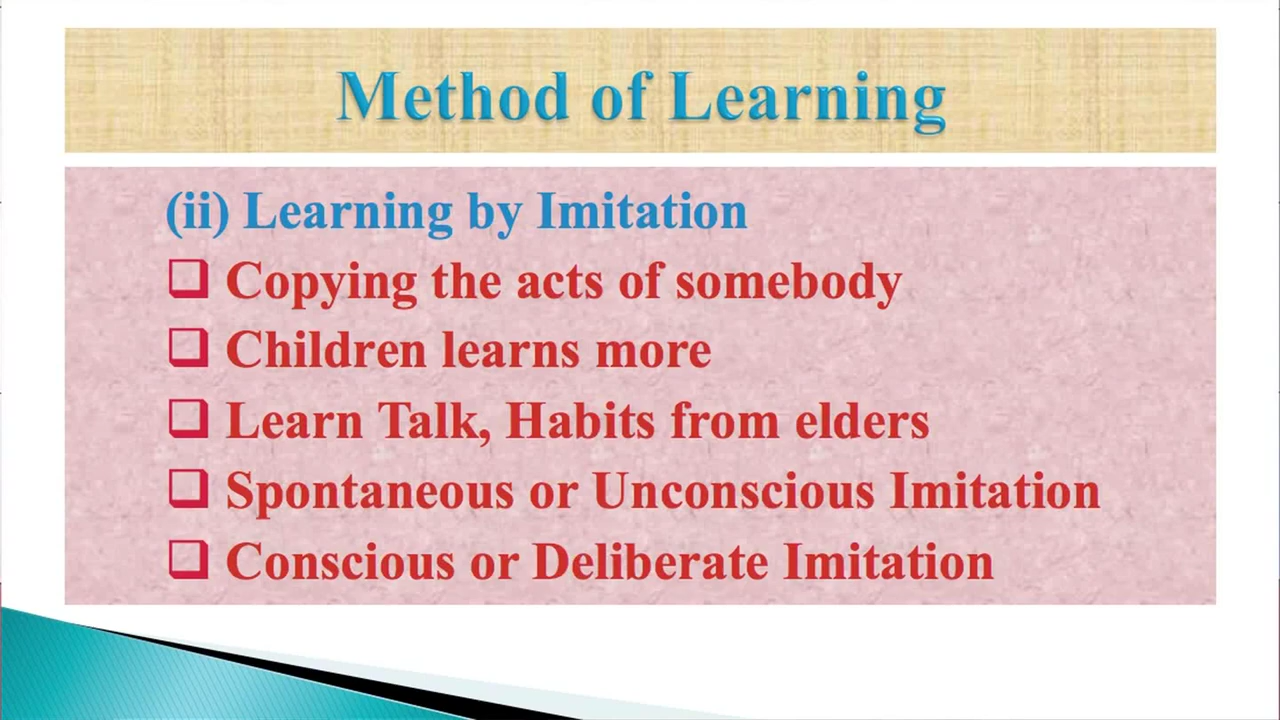 Method of Learning
(ii) Learning by Imitation
❑ Copying the acts of somebody
❑ Children learns more
❑ Learn Talk, Habits from elders
❑ Spontaneous or Unconscious Imitation
❑ Conscious or Deliberate Imitation